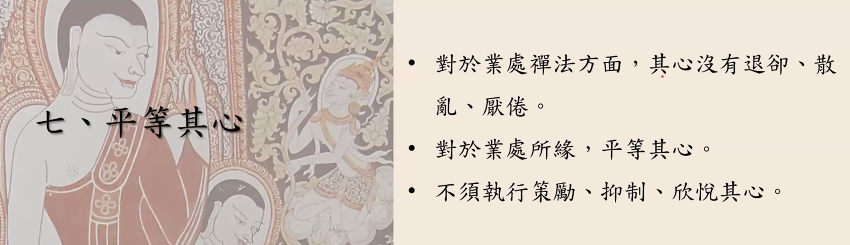 七、平等其心
• 對於業處禪法方面，其心沒有退卻、散
亂、厭倦。
• 對於業處所緣，平等其心。
• 不須執行策勵、抑制、欣悅其心。